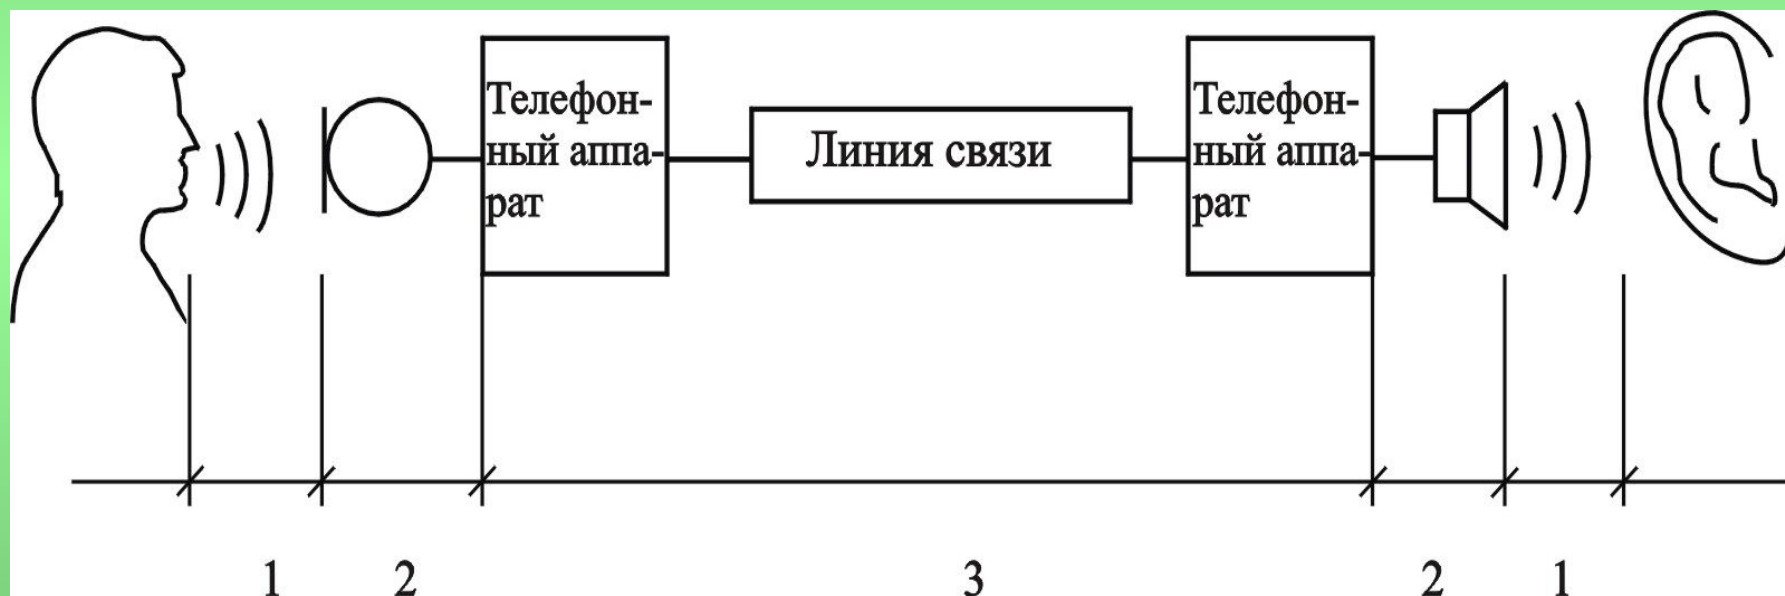 Телефон-
ный аппа-
рат
Линия связи
Телефон-
ный аппа-
рат
1 2 3 2 1